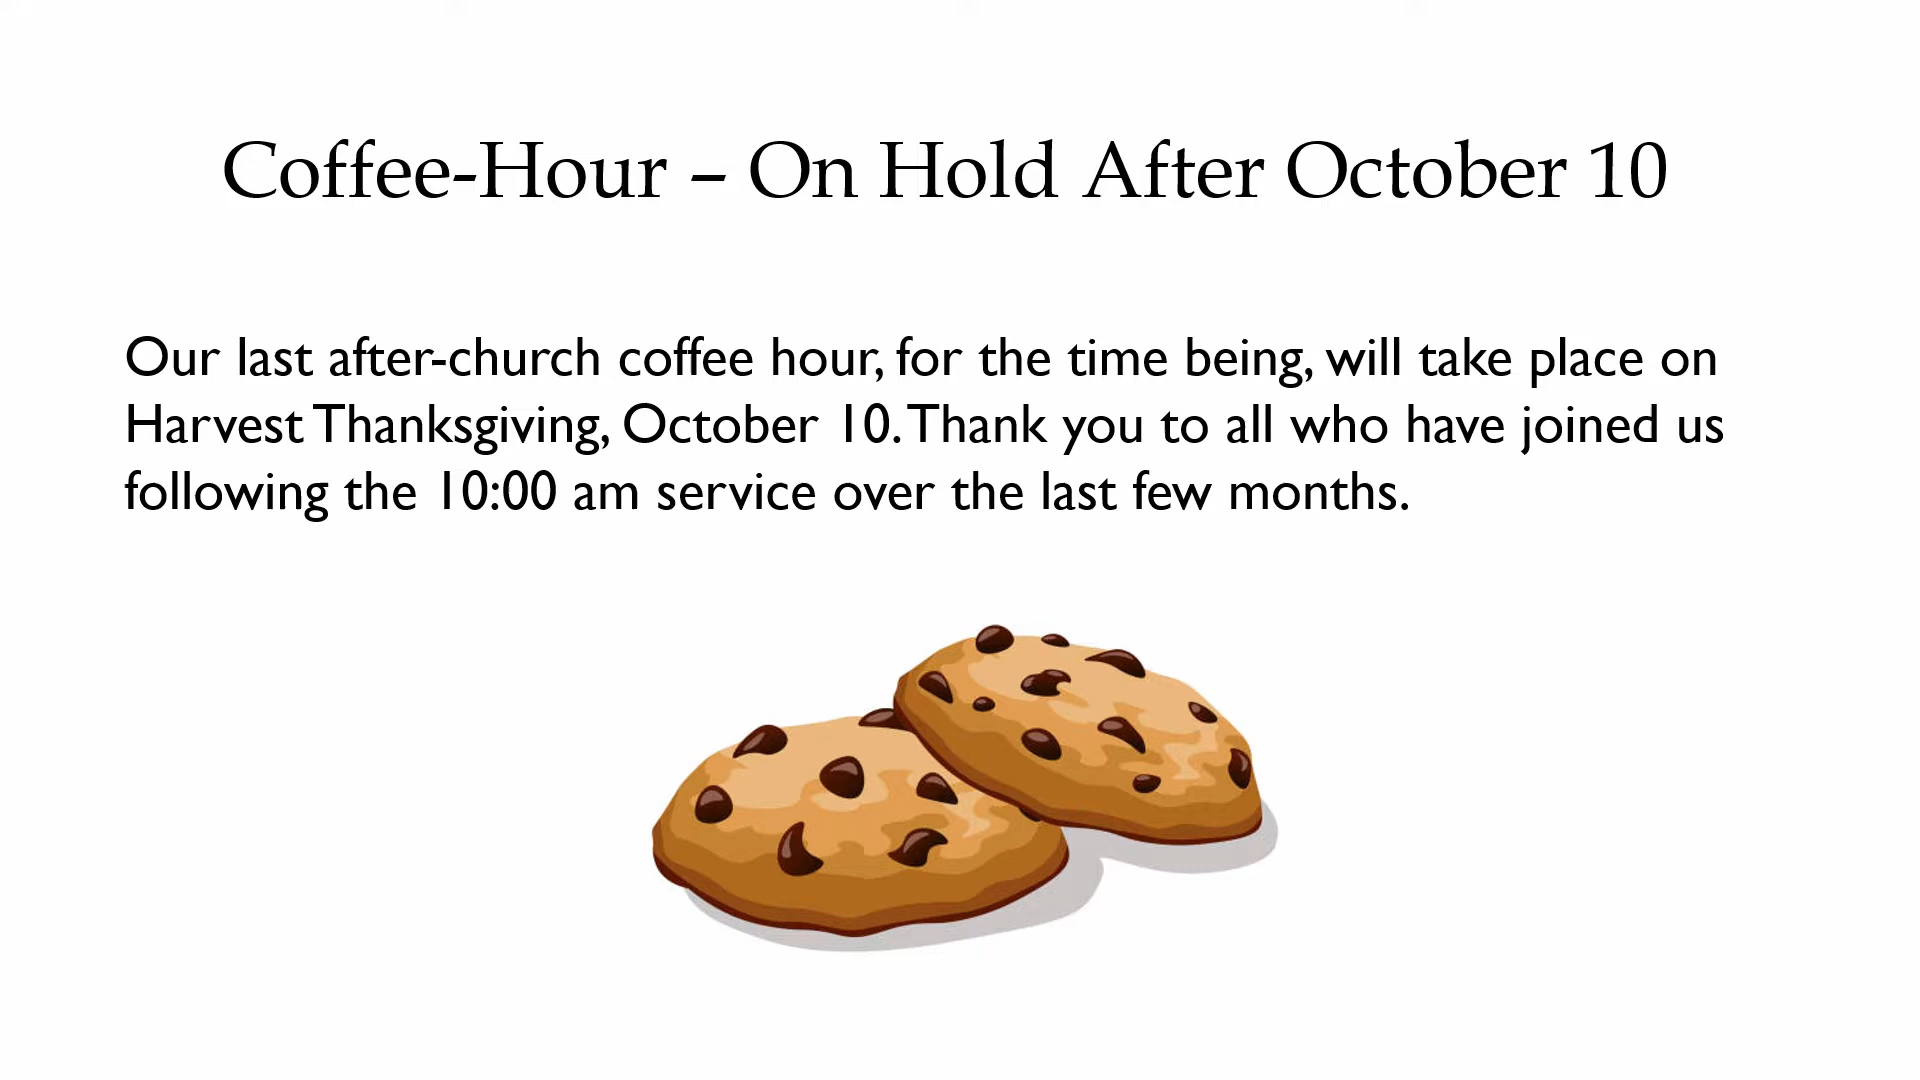 Coffee-Hour – On Hold After October 10
Our last after-church coffee hour, for the time being, will take place on
Harvest Thanksgiving, October 10. Thank you to all who have joined us
following the 10:00 am service over the last few months.